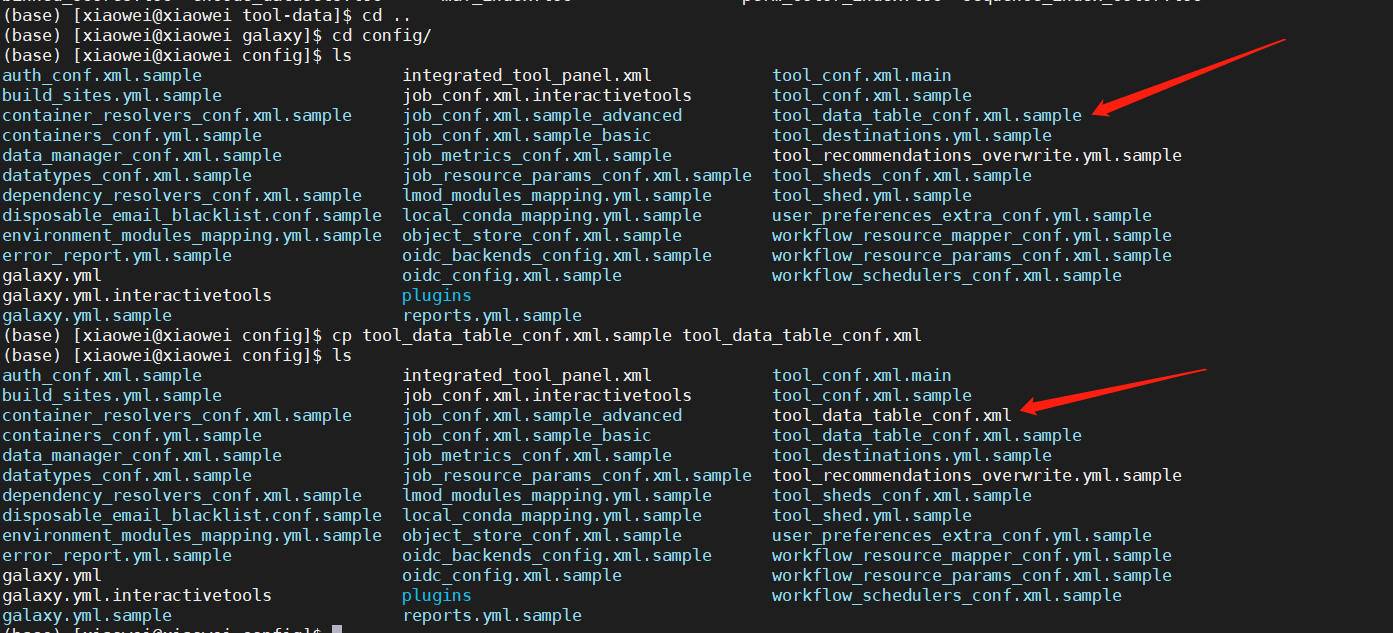 (base) [xiaowei@xiaowei tool-data]$ cd ..
(base) [xiaowei@xiaowei galaxy]$ cd config/
(base) [xiaowei@xiaowei config]$ ls
auth_conf.xml.sample integrated_tool_panel.xml tool_conf.xml.main
build_sites.yml.sample job_conf.xml.interactivetools tool_conf.xml.sample
container_resolvers_conf.xml.sample job_conf.xml.sample_advanced tool_data_table_conf.xml.sample
containers_conf.yml.sample job_conf.xml.sample_basic tool_destinations.yml.sample
data_manager_conf.xml.sample job_metrics_conf.xml.sample tool_recommendations_overwrite.yml.sample
datatypes_conf.xml.sample job_resource_params_conf.xml.sample tool_sheds_conf.xml.sample
dependency_resolvers_conf.xml.sample lmod_modules_mapping.yml.sample tool_shed.yml.sample
disposable_email_blacklist.conf.sample local_conda_mapping.yml.sample user_preferences_extra_conf.yml.sample
environment_modules_mapping.yml.sample object_store_conf.xml.sample workflow_resource_mapper_conf.yml.sample
error_report.yml.sample oidc_backends_config.xml.sample workflow_resource_params_conf.xml.sample
galaxy.yml oidc_config.xml.sample workflow_schedulers_conf.xml.sample
galaxy.yml.interactivetools plugins
galaxy.yml.sample reports.yml.sample
(base) [xiaowei@xiaowei config]$ cp tool_data_table_conf.xml.sample tool_data_table_conf.xml
(base) [xiaowei@xiaowei config]$ ls
auth_conf.xml.sample integrated_tool_panel.xml tool_conf.xml.main
build_sites.yml.sample job_conf.xml.interactivetools tool_conf.xml.sample
container_resolvers_conf.xml.sample job_conf.xml.sample_advanced tool_data_table_conf.xml
containers_conf.yml.sample job_conf.xml.sample_basic tool_data_table_conf.xml.sample
data_manager_conf.xml.sample job_metrics_conf.xml.sample tool_destinations.yml.sample
datatypes_conf.xml.sample job_resource_params_conf.xml.sample tool_recommendations_overwrite.yml.sample
dependency_resolvers_conf.xml.sample lmod_modules_mapping.yml.sample tool_sheds_conf.xml.sample
disposable_email_blacklist.conf.sample local_conda_mapping.yml.sample tool_shed.yml.sample
environment_modules_mapping.yml.sample object_store_conf.xml.sample user_preferences_extra_conf.yml.sample
error_report.yml.sample oidc_backends_config.xml.sample workflow_resource_mapper_conf.yml.sample
galaxy.yml oidc_config.xml.sample workflow_resource_params_conf.xml.sample
galaxy.yml.interactivetools plugins workflow_schedulers_conf.xml.sample
galaxy.yml.sample reports.yml.sample
(base) [xiaowei@xiaowei config]$